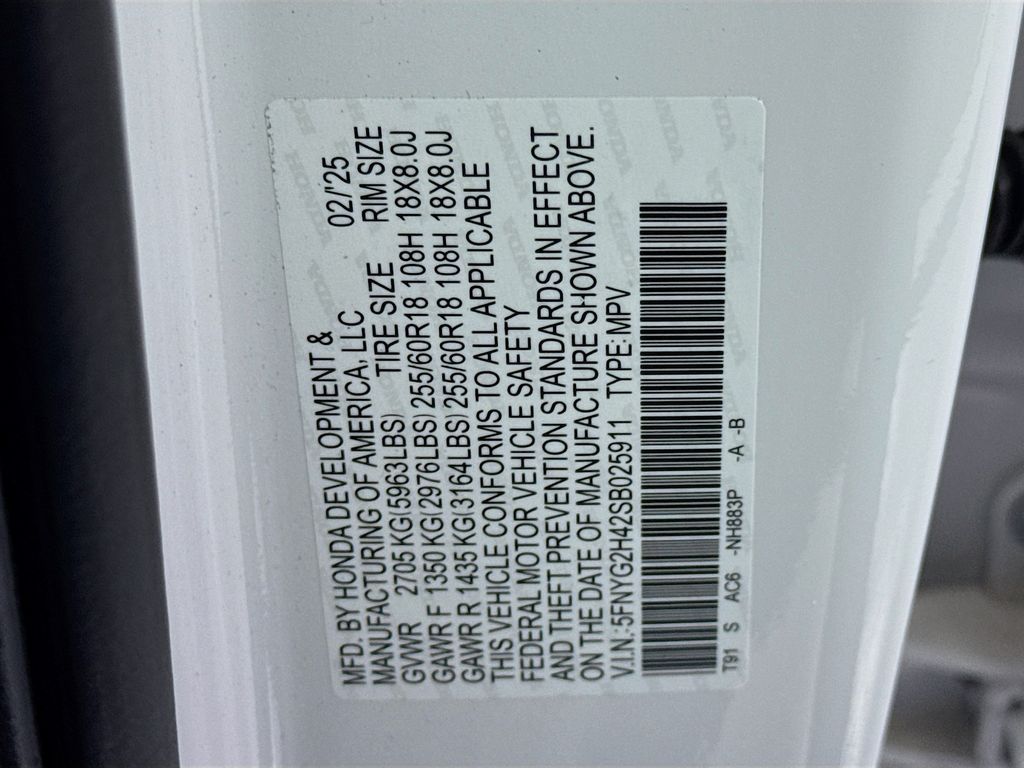 MFD. BY HONDA DEVELOPMENT &
MANUFACTURING OF AMERICA, LLC 02/'25
GVWR 2705 KG(5963LBS) TIRE SIZE RIM SIZE
GAWR F 1350 KG(2976LBS) 255/60R18 108H 18X8.0J
GAWR R 1435 KG(3164LBS) 255/60R18 108H 18X8.0J
THIS VEHICLE CONFORMS TO ALL APPLICABLE
FEDERAL MOTOR VEHICLE SAFETY
AND THEFT PREVENTION STANDARDS IN EFFECT
ON THE DATE OF MANUFACTURE SHOWN ABOVE.
V.I.N.:5FNYG2H42SB025911 TYPE:MPV
T91 S AC6 -NH883P -A -B